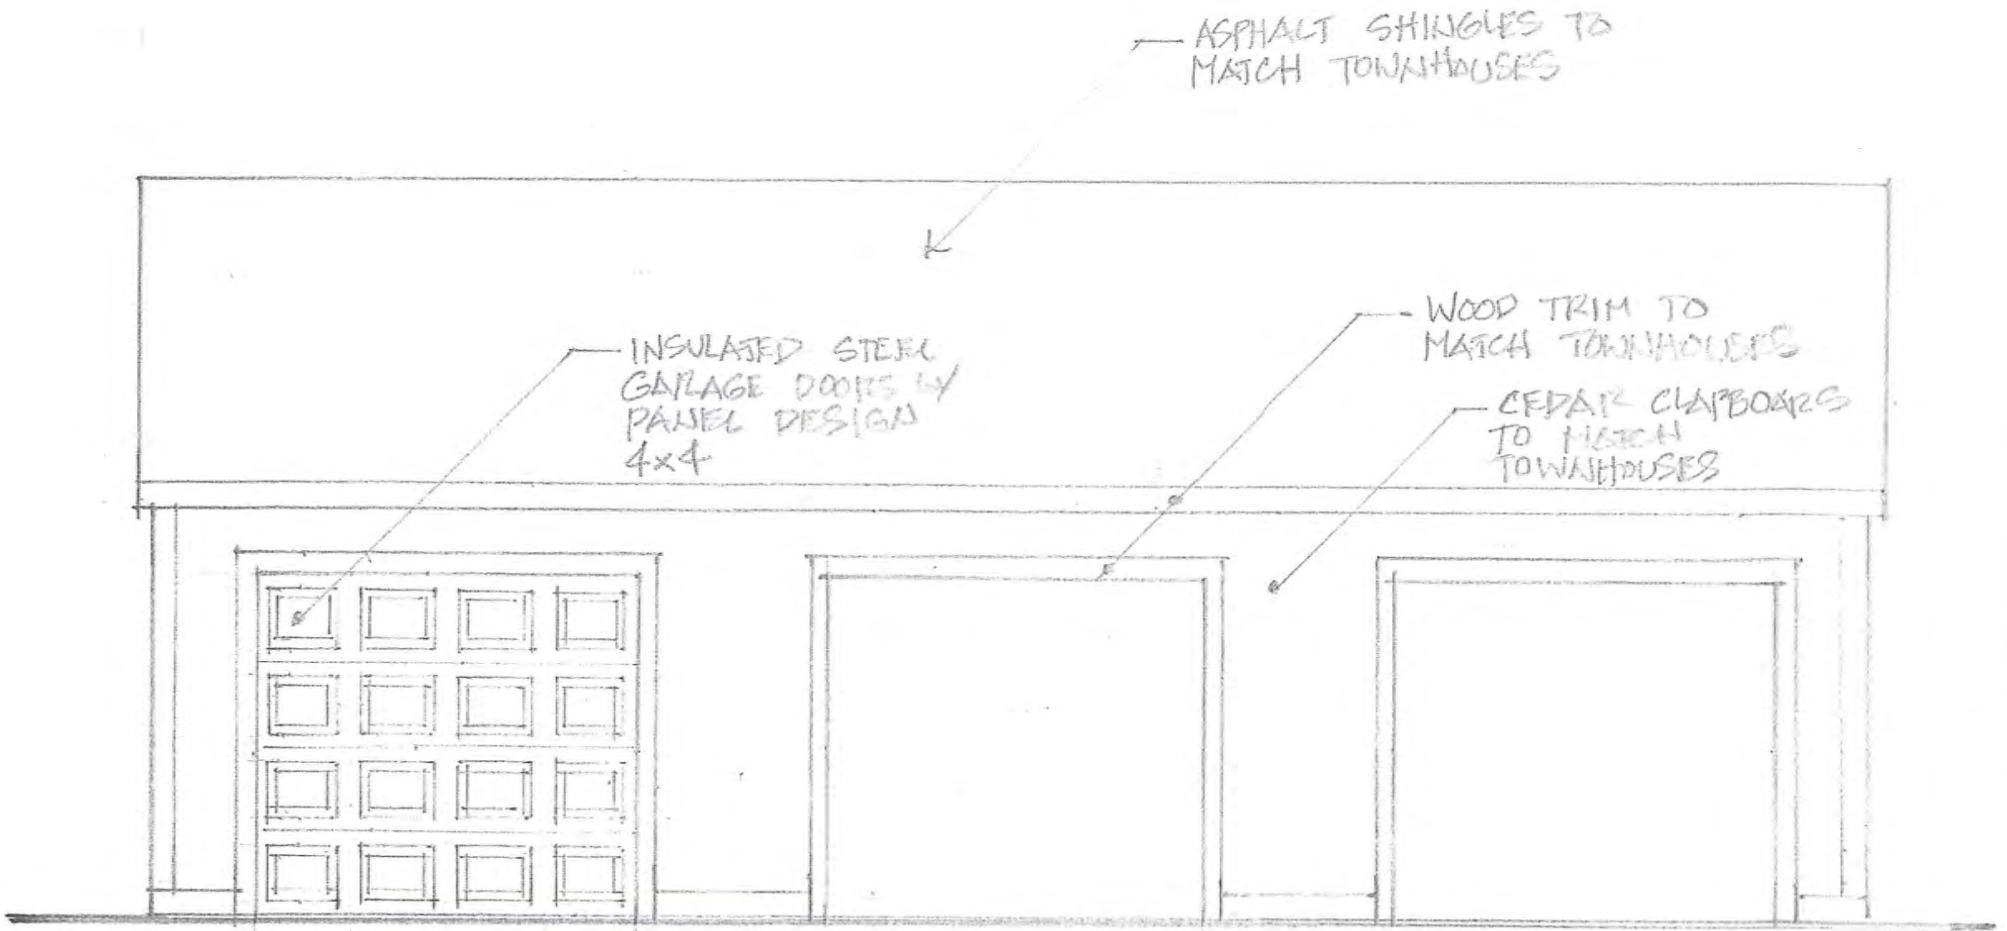 ASPHALT SHINGLES TO
MATCH TOWNHOUSES
WOOD TRIM TO
MATCH TOWNHOUSES
INSULATED STEEL
GARAGE DOORS W/
PANEL DESIGN
4x4
CEDAR CLAPBOARS
TO MATCH
TOWNHOUSES